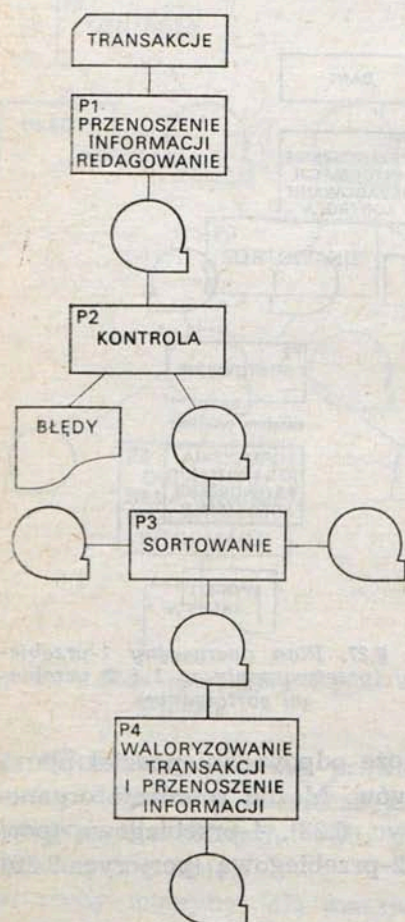 TRANSAKCJE
P1
PRZENOSZENIE
INFORMACJI
REDAGOWANIE
P2
KONTROLA
BŁĘDY
P3
SORTOWANIE
P4
WALORYZOWANIE
TRANSAKCJI
I PRZENOSZENIE
INFORMACJI